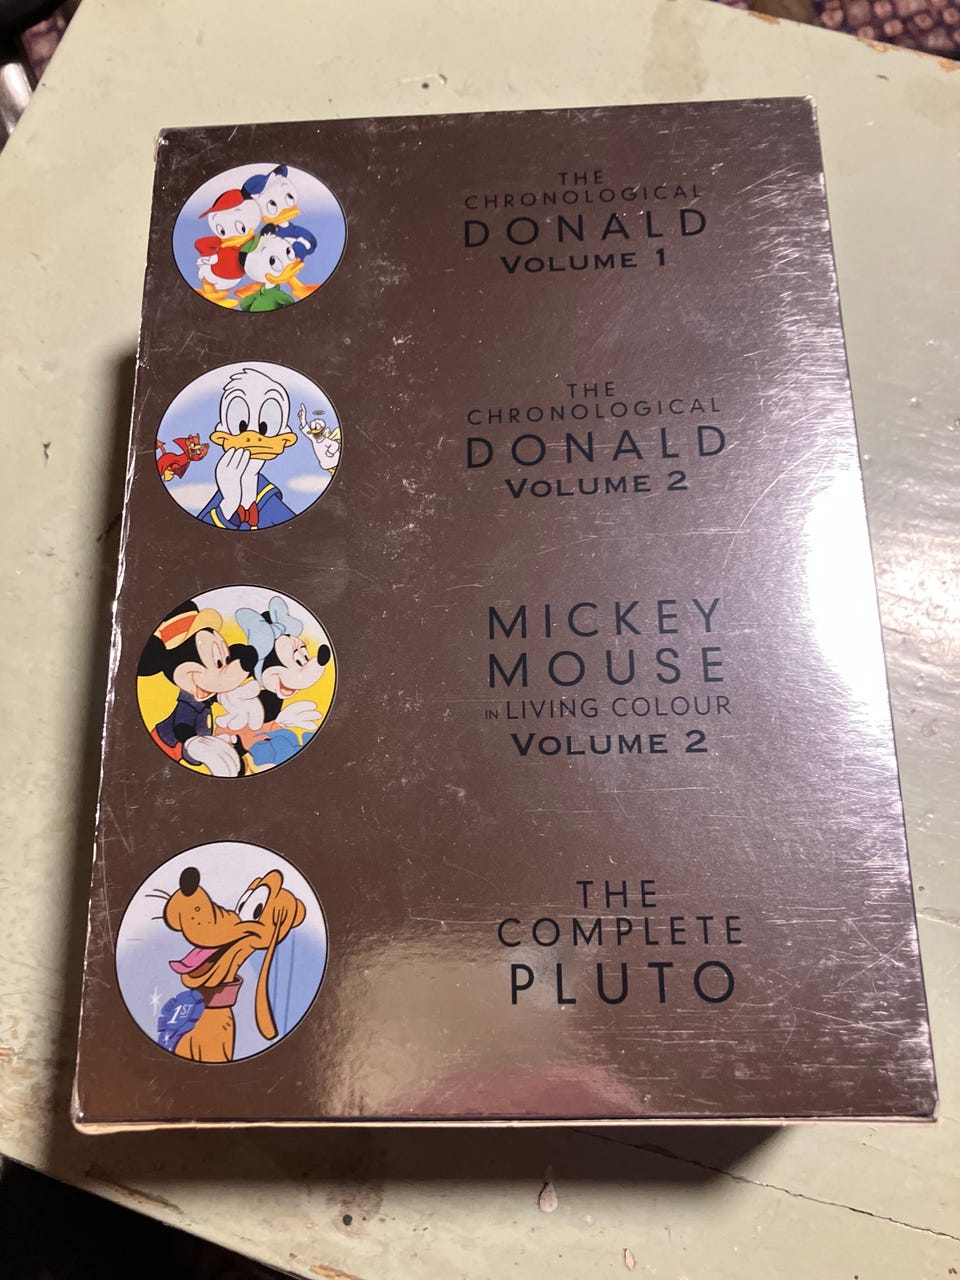 THE
CHRONOLOGICAL
DONALD
VOLUME 1
THE
CHRONOLOGICAL
DONALD
VOLUME 2
MICKEY
MOUSE
IN LIVING COLOUR
VOLUME 2
THE
COMPLETE
PLUTO
1ST